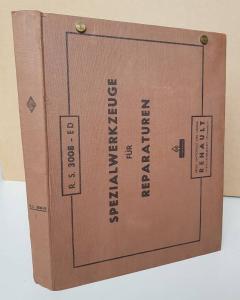 R. S. 3008 - ED
SPEZIALWERKZEUGE
FÜR
REPARATUREN
RENAULT